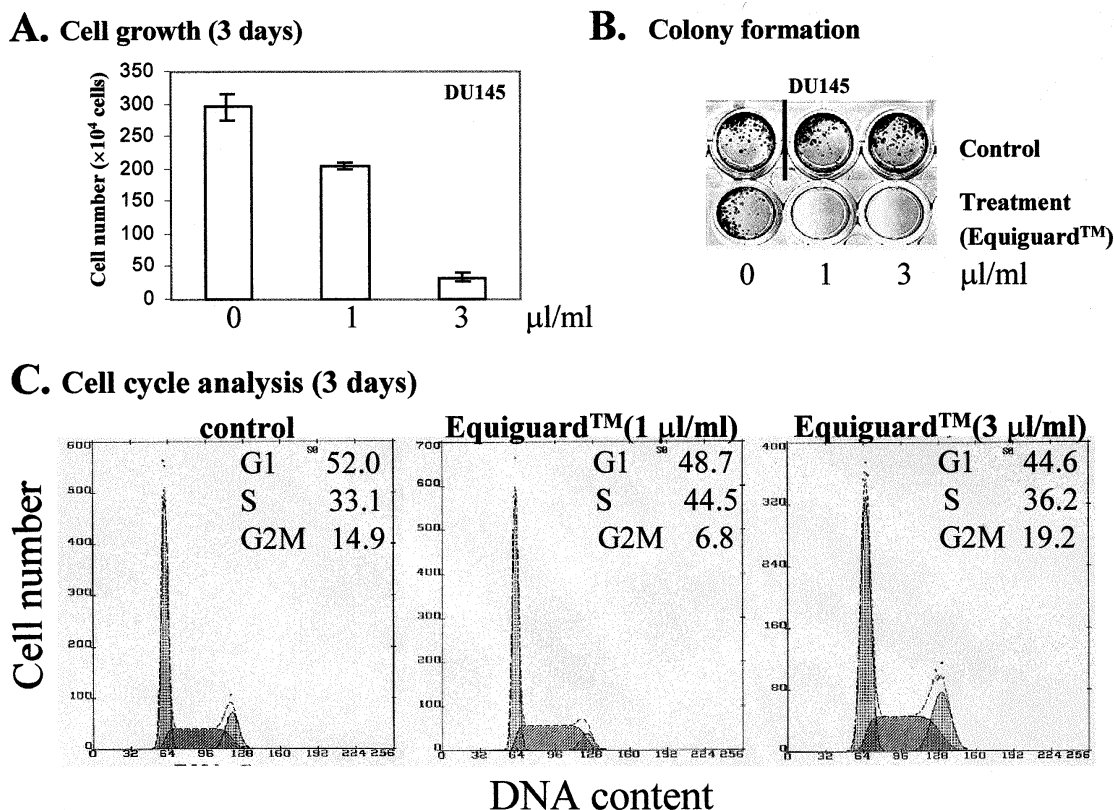 A. Cell growth (3 days)
Cell number (×10⁴ cells)
350
300
250
200
150
100
50
0
DU145
0 1 3 μl/ml
B. Colony formation
DU145
Control
Treatment
(Equiguard™)
0 1 3 μl/ml
C. Cell cycle analysis (3 days)
Cell number
control
G1 52.0
S 33.1
G2M 14.9
600
500
400
300
200
100
0
0 32 64 96 128 160 192 224 256
Equiguard™(1 μl/ml)
G1 48.7
S 44.5
G2M 6.8
700
600
500
400
300
200
100
0
0 32 64 96 128 160 192 224 256
Equiguard™(3 μl/ml)
G1 44.6
S 36.2
G2M 19.2
400
320
240
160
80
0
0 32 64 96 128 160 192 224 256
DNA content